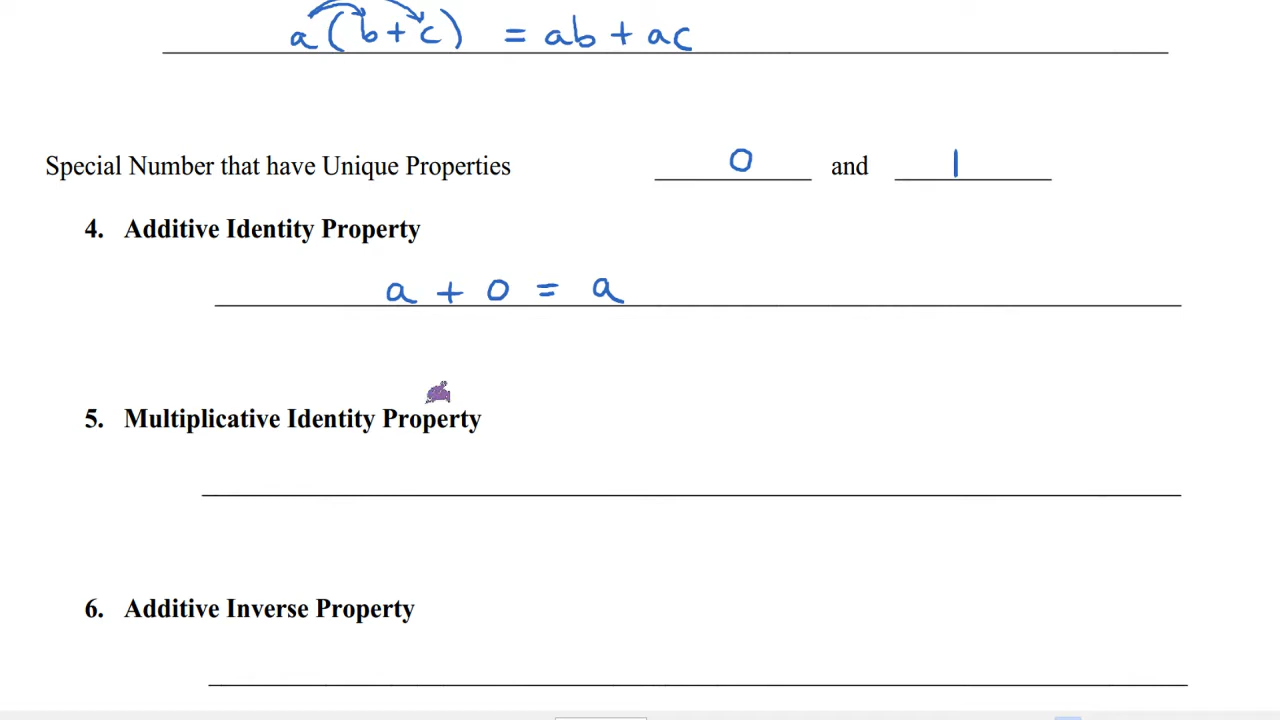 a(b+c) = ab + ac
Special Number that have Unique Properties 0 and 1
4. Additive Identity Property
a + 0 = a
5. Multiplicative Identity Property
6. Additive Inverse Property